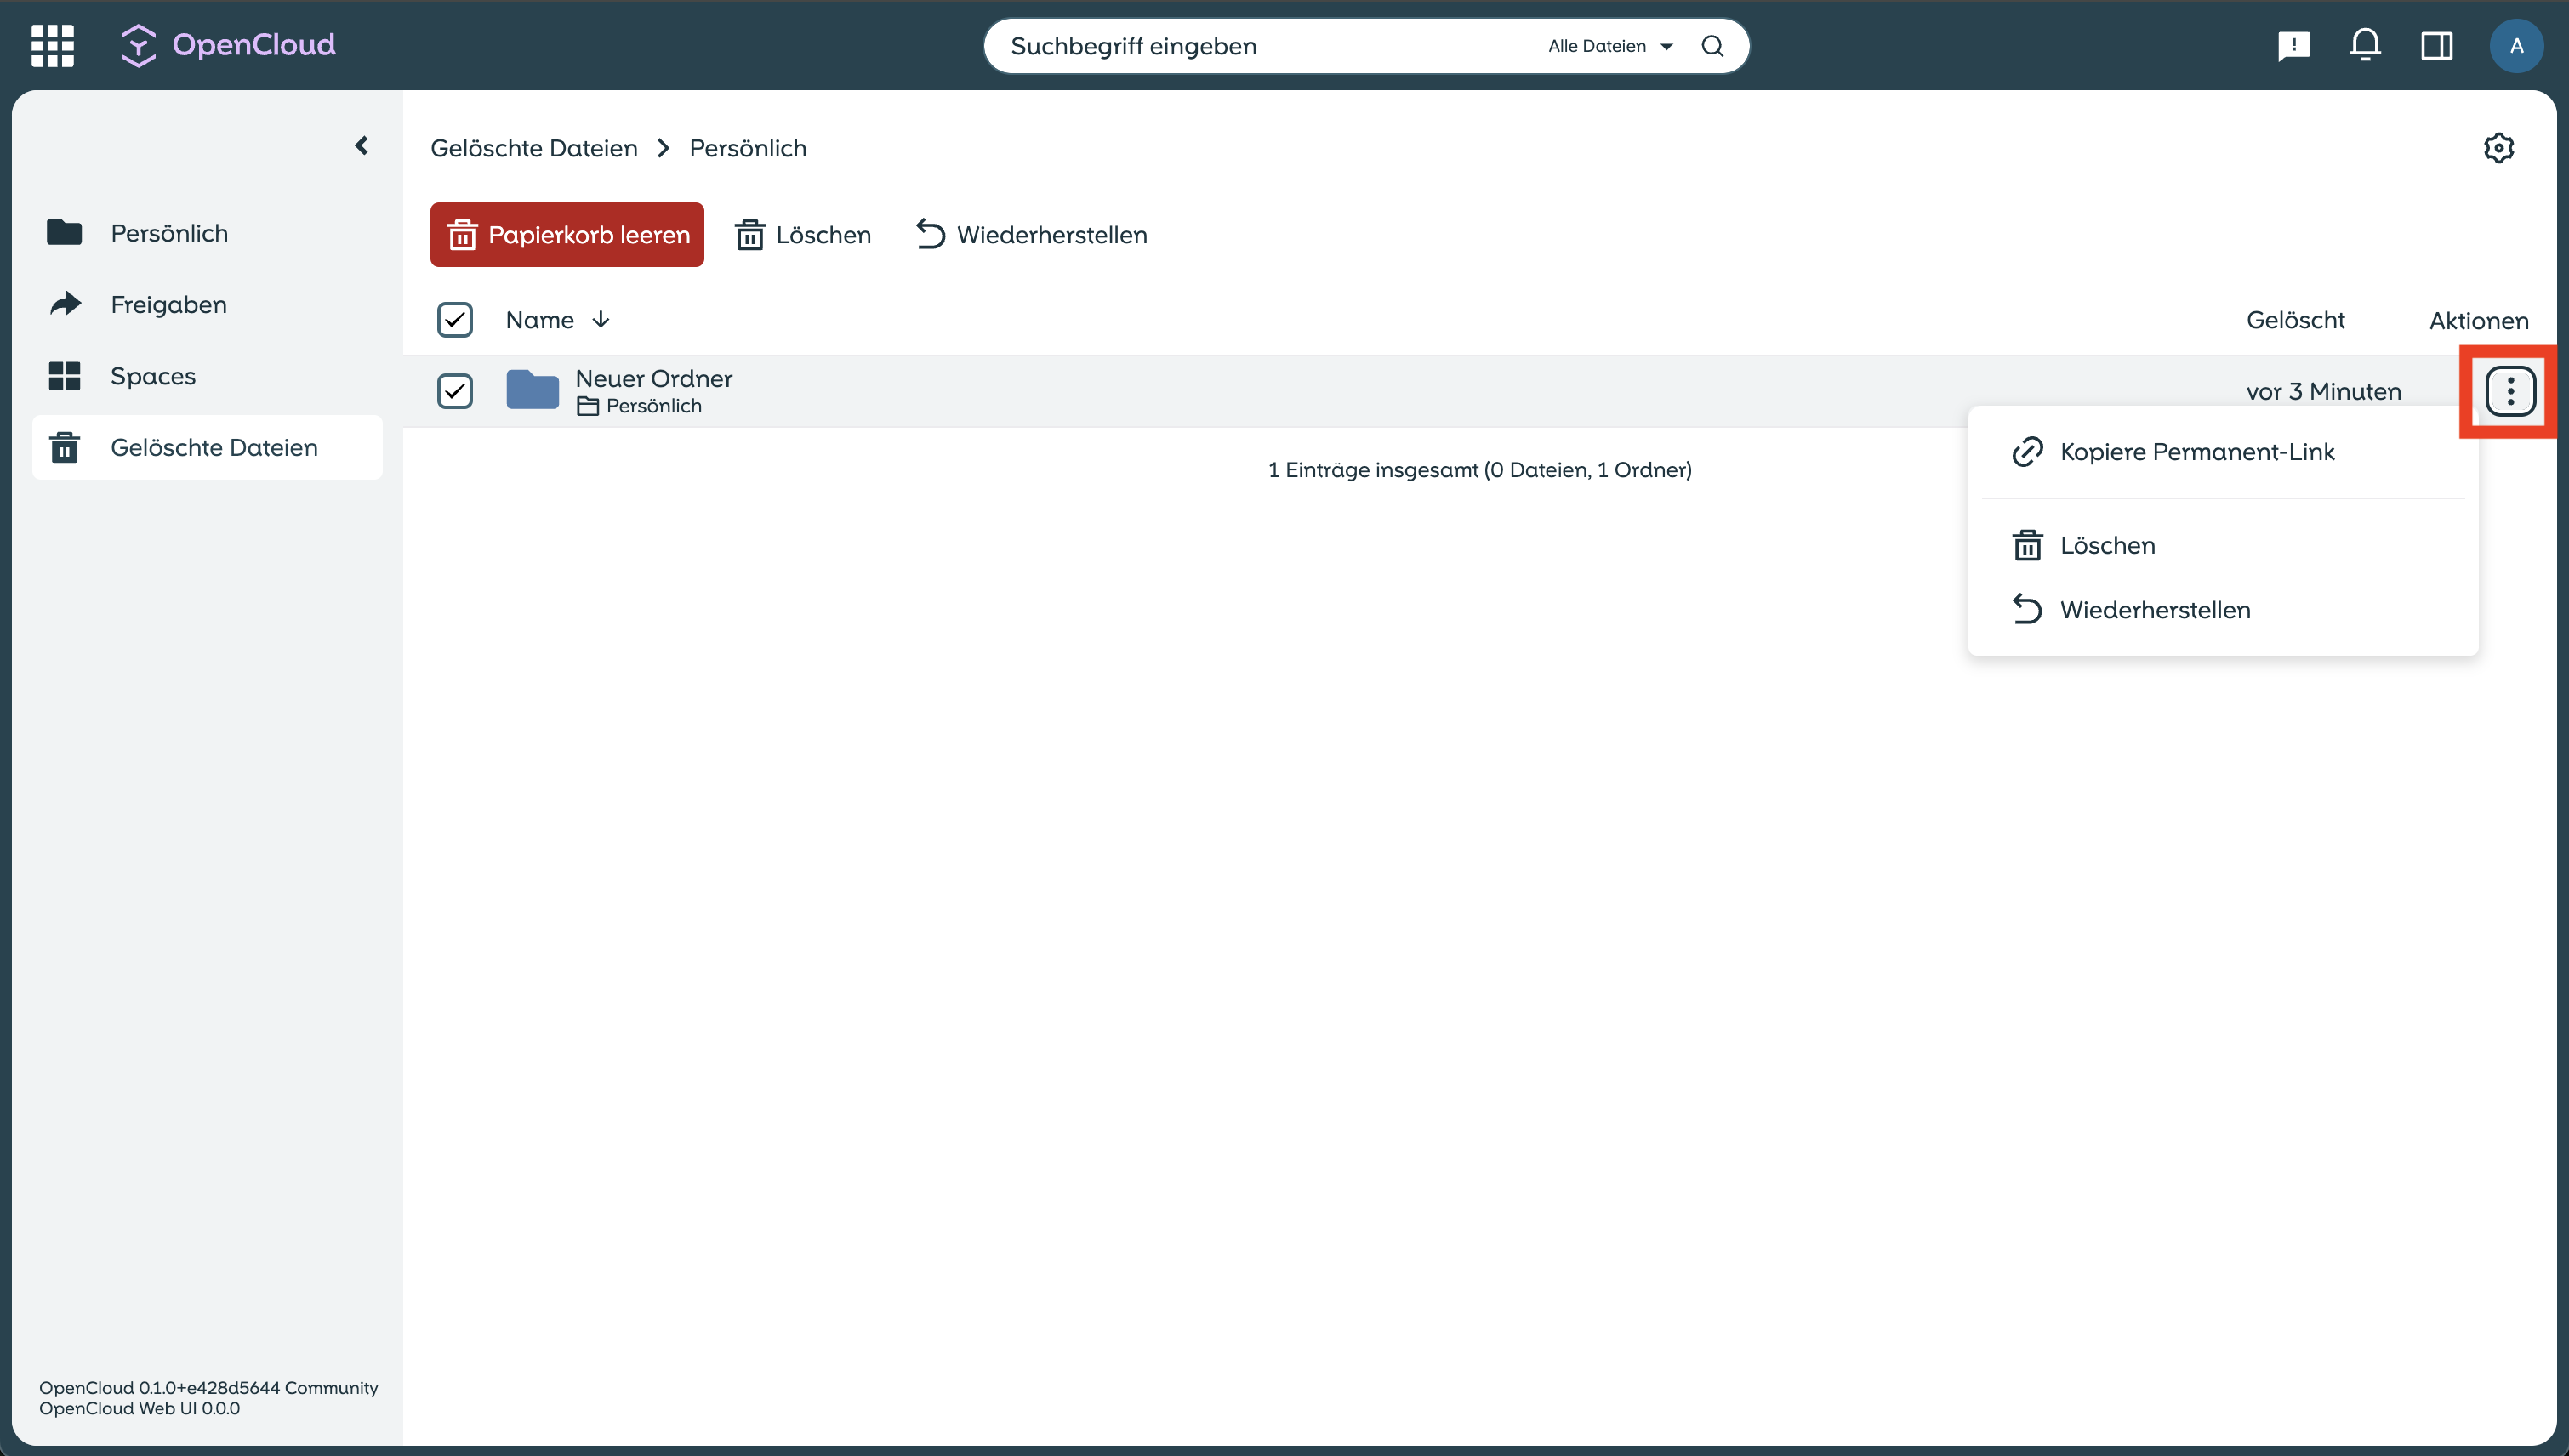 OpenCloud
Suchbegriff eingeben
Alle Dateien
A
Gelöschte Dateien
Persönlich
Persönlich
Freigaben
Spaces
Gelöschte Dateien
Papierkorb leeren
Löschen
Wiederherstellen
Name
Gelöscht
Aktionen
Neuer Ordner
Persönlich
vor 3 Minuten
1 Einträge insgesamt (0 Dateien, 1 Ordner)
Kopiere Permanent-Link
Löschen
Wiederherstellen
OpenCloud 0.1.0+e428d5644 Community
OpenCloud Web UI 0.0.0